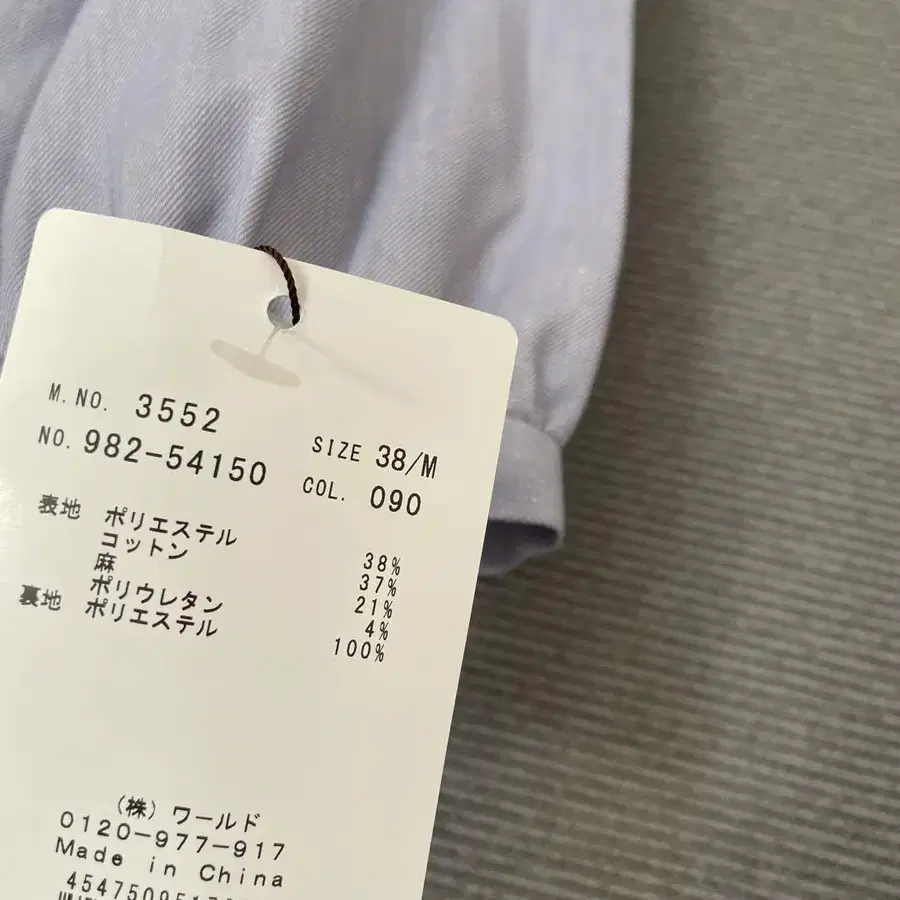 M.NO. 3552
NO. 982-54150
SIZE 38/M
COL. 090
表地 ポリエステル 38%
コットン 37%
麻 21%
ポリウレタン 4%
裏地 ポリエステル 100%
(株) ワールド
0120-977-917
Made in China